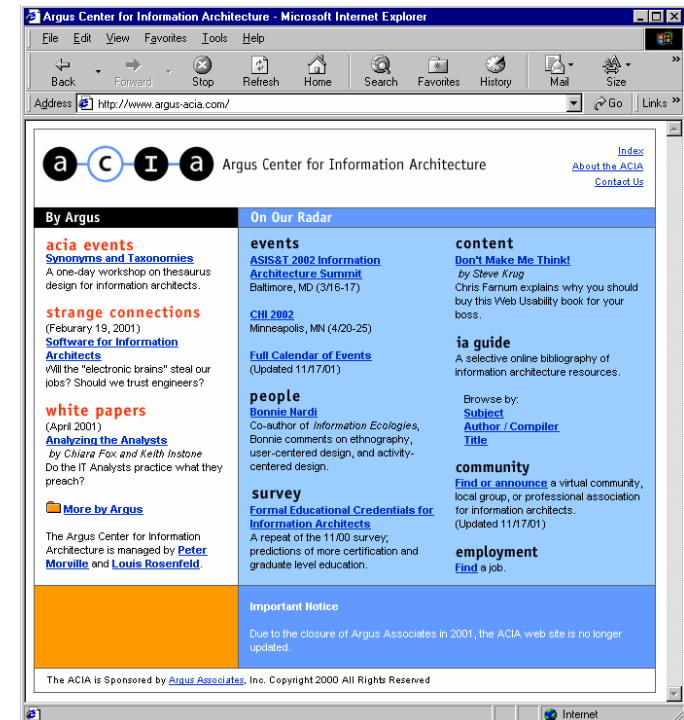 Argus Center for Information Architecture - Microsoft Internet Explorer
File Edit View Favorites Tools Help
Back Forward Stop Refresh Home Search Favorites History Mail Size »
Address http://www.argus-acia.com/ Go Links »
a c i a Argus Center for Information Architecture
Index
About the ACIA
Contact Us
By Argus
acia events
Synonyms and Taxonomies
A one-day workshop on thesaurus
design for information architects.
strange connections
(Feburary 19, 2001)
Software for Information
Architects
Will the "electronic brains" steal our
jobs? Should we trust engineers?
white papers
(April 2001)
Analyzing the Analysts
by Chiara Fox and Keith Instone
Do the IT Analysts practice what they
preach?
More by Argus
The Argus Center for Information
Architecture is managed by Peter
Morville and Louis Rosenfeld.
On Our Radar
events
ASIS&T 2002 Information
Architecture Summit
Baltimore, MD (3/16-17)
CHI 2002
Minneapolis, MN (4/20-25)
Full Calendar of Events
(Updated 11/17/01)
people
Bonnie Nardi
Co-author of Information Ecologies,
Bonnie comments on ethnography,
user-centered design, and activity-
centered design.
survey
Formal Educational Credentials for
Information Architects
A repeat of the 11/00 survey;
predictions of more certification and
graduate level education.
content
Don't Make Me Think!
by Steve Krug
Chris Farnum explains why you should
buy this Web Usability book for your
boss.
ia guide
A selective online bibliography of
information architecture resources.
Browse by:
Subject
Author / Compiler
Title
community
Find or announce a virtual community,
local group, or professional association
for information architects.
(Updated 11/17/01)
employment
Find a job.
Important Notice
Due to the closure of Argus Associates in 2001, the ACIA web site is no longer
updated.
The ACIA is Sponsored by Argus Associates, Inc. Copyright 2000 All Rights Reserved
Internet